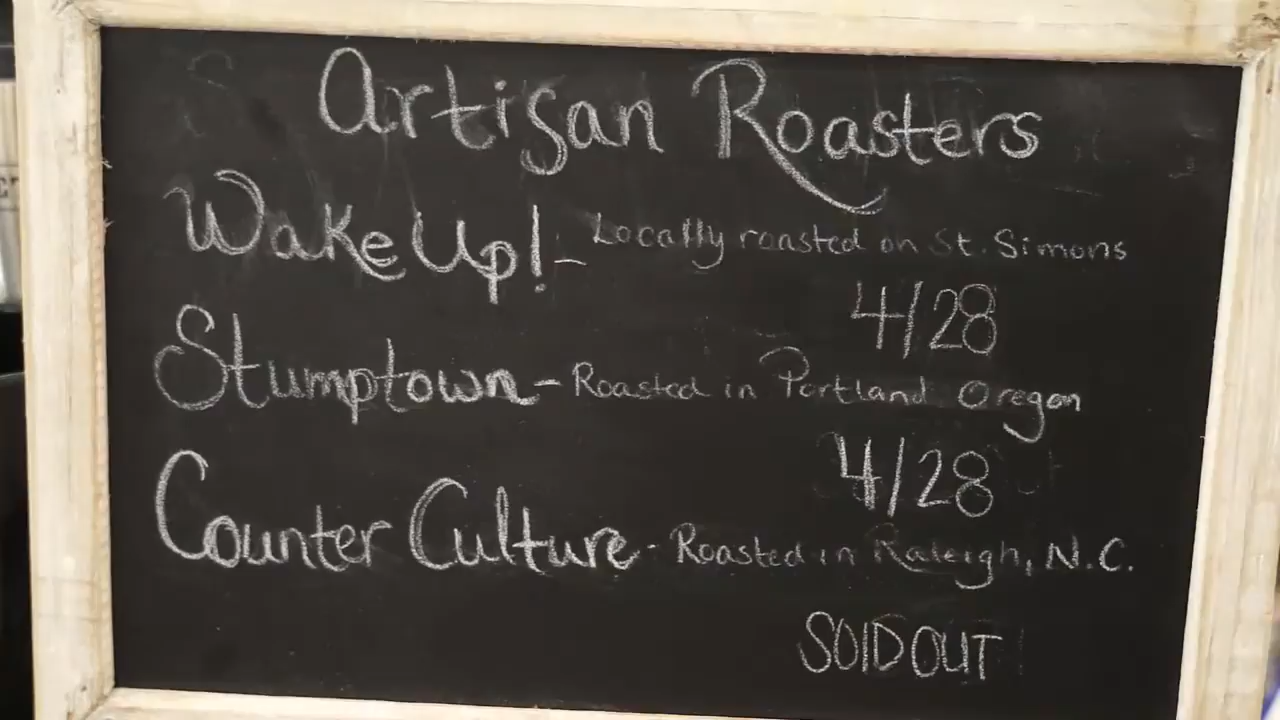 Artisan Roasters
Wake Up! - Locally roasted on St. Simons
4/28
Stumptown - Roasted in Portland Oregon
4/28
Counter Culture - Roasted in Raleigh, N.C.
SOLD OUT